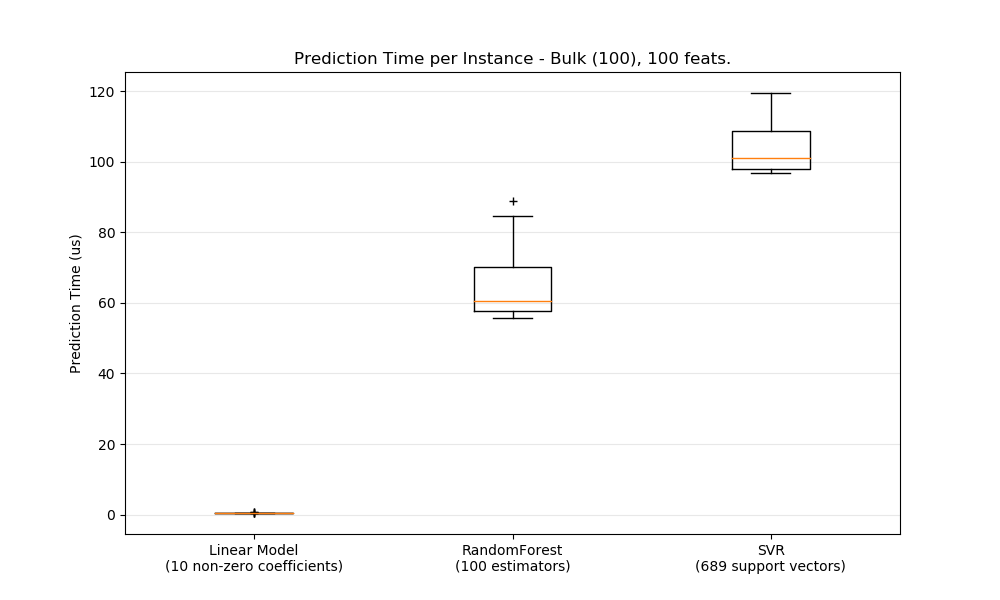 Prediction Time per Instance - Bulk (100), 100 feats.
Prediction Time (us)
120
100
80
60
40
20
0
Linear Model
(10 non-zero coefficients)
RandomForest
(100 estimators)
SVR
(689 support vectors)